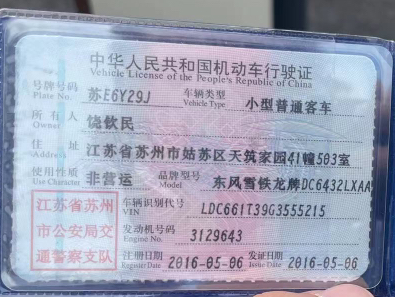 中华人民共和国机动车行驶证
Vehicle License of the People's Republic of China
号牌号码 苏E6Y29J 车辆类型 小型普通客车
Plate No. Vehicle Type
所有人 饶钦民
Owner
住址 江苏省苏州市姑苏区天筑家园41幢503室
Address
使用性质 非营运 品牌型号 东风雪铁龙牌DC6432LXAA
Use Character Model
江苏省苏州市公安局交通警察支队
车辆识别代号 LDC661T39G3555215
VIN
发动机号码 3129643
Engine No.
注册日期 2016-05-06 发证日期 2016-05-06
Register Date Issue Date